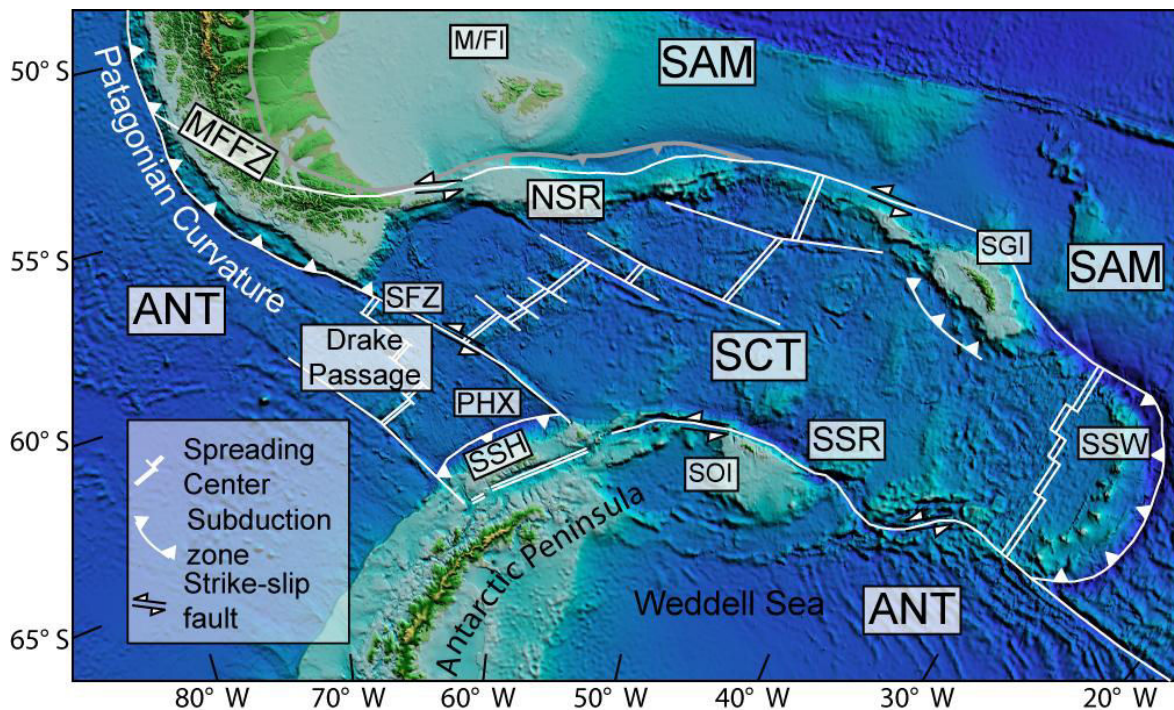 M/FI
SAM
50° S
Patagonian Curvature
MFFZ
NSR
55° S
SGI
SAM
ANT
SFZ
Drake
Passage
SCT
PHX
60° S
SSH
SSR
SSW
SOI
Spreading
Center
Subduction
zone
Strike-slip
fault
Antarctic Peninsula
Weddell Sea
ANT
65° S
80° W
70° W
60° W
50° W
40° W
30° W
20° W